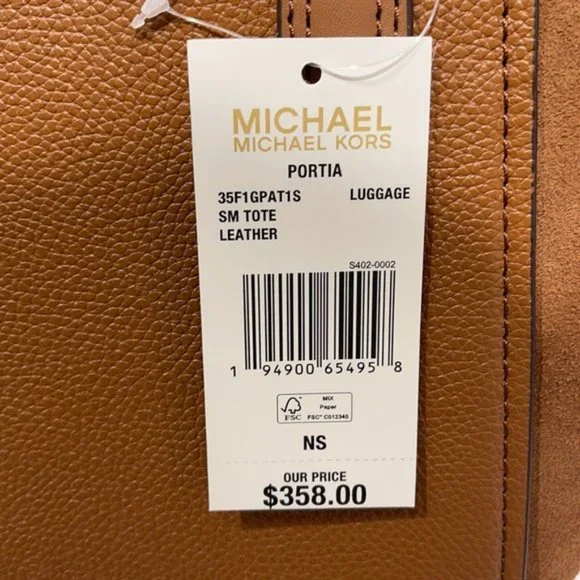 MICHAEL
MICHAEL KORS
PORTIA
35F1GPAT1S LUGGAGE
SM TOTE
LEATHER
S402-0002
1 94900 65495 8
FSC
MIX
Paper
FSC™ C012345
NS
OUR PRICE
$358.00